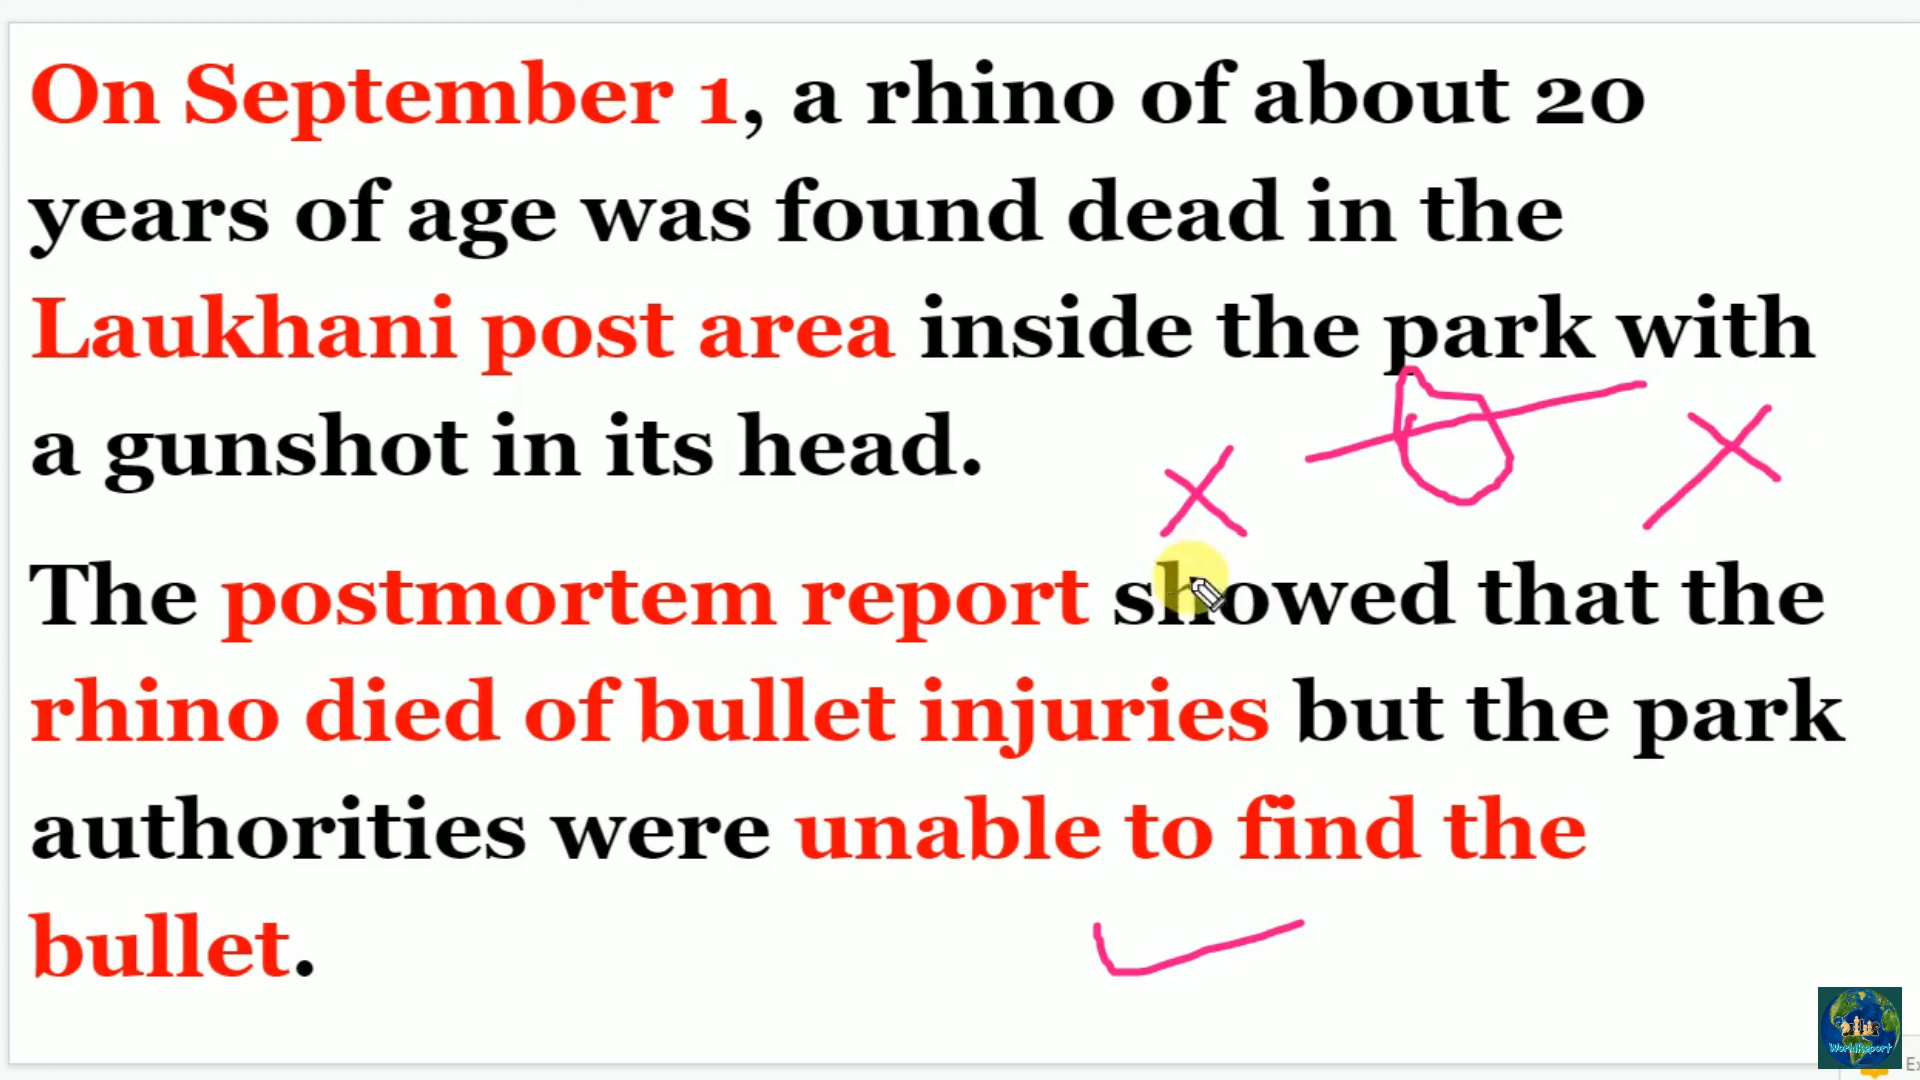 On September 1, a rhino of about 20
years of age was found dead in the
Laukhani post area inside the park with
a gunshot in its head.
The postmortem report showed that the
rhino died of bullet injuries but the park
authorities were unable to find the
bullet.
WorldReport